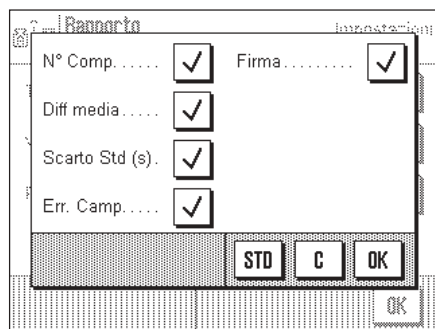 Rapporto Impostazioni
N° Comp...... Firma.........
Diff media.....
Scarto Std (s).
Err. Camp.....
STD C OK
OK